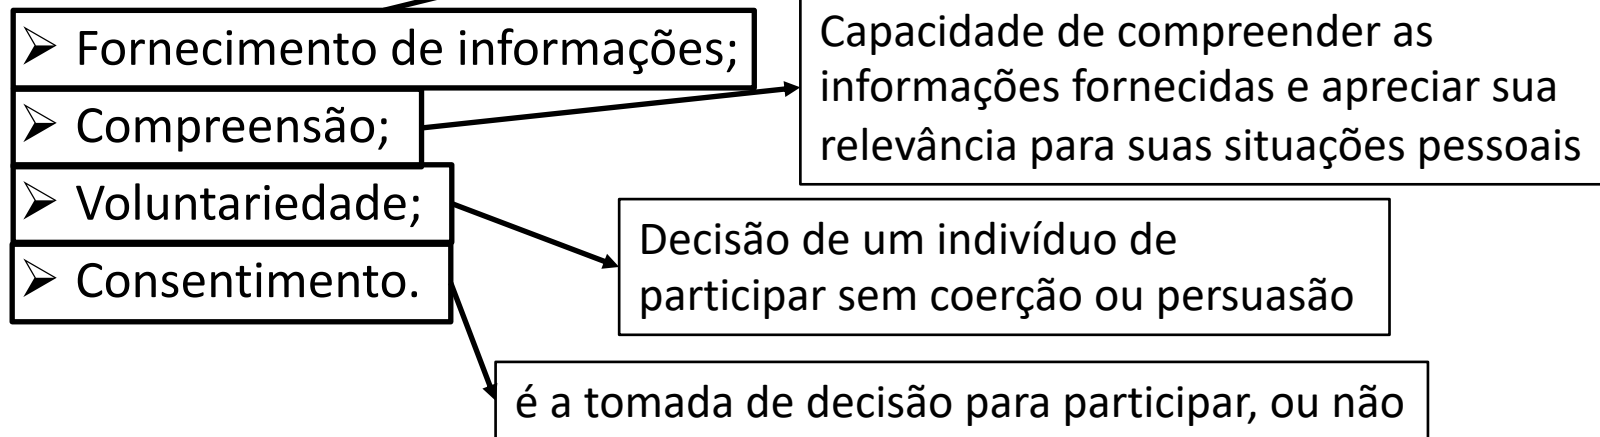 ➢ Fornecimento de informações;
➢ Compreensão;
➢ Voluntariedade;
➢ Consentimento.
Capacidade de compreender as
informações fornecidas e apreciar sua
relevância para suas situações pessoais
Decisão de um indivíduo de
participar sem coerção ou persuasão
é a tomada de decisão para participar, ou não